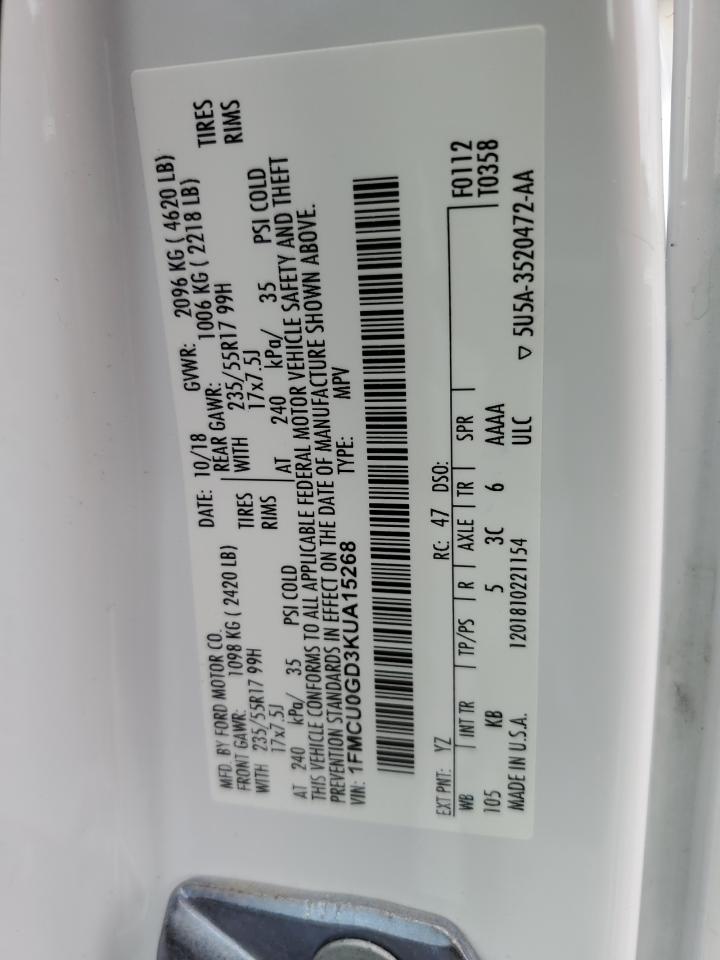 MFD. BY FORD MOTOR CO. DATE: 10/18 GVWR: 2096 KG ( 4620 LB)
FRONT GAWR: 1098 KG ( 2420 LB) REAR GAWR: 1006 KG ( 2218 LB)
WITH 235/55R17 99H TIRES WITH 235/55R17 99H TIRES
17x7.5J RIMS 17x7.5J RIMS
AT 240 kPa/ 35 PSI COLD AT 240 kPa/ 35 PSI COLD
THIS VEHICLE CONFORMS TO ALL APPLICABLE FEDERAL MOTOR VEHICLE SAFETY AND THEFT
PREVENTION STANDARDS IN EFFECT ON THE DATE OF MANUFACTURE SHOWN ABOVE.
VIN: 1FMCU0GD3KUA15268 TYPE: MPV
EXT PNT: YZ RC: 47 DSO: F0112
WB INT TR TP/PS R AXLE TR SPR T0358
105 KB 5 3C 6 AAAA
MADE IN U.S.A. 1201810221154 ULC ▽ 5U5A-3520472-AA